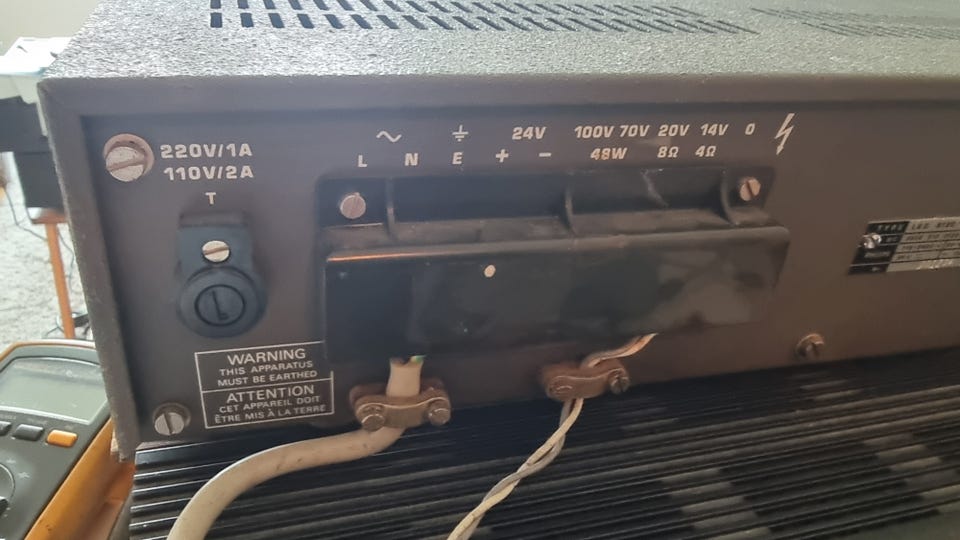 220V/1A
110V/2A
T
24V 100V 70V 20V 14V 0
L N E + - 48W 8Ω 4Ω
WARNING
THIS APPARATUS
MUST BE EARTHED
ATTENTION
CET APPAREIL DOIT
ÊTRE MIS À LA TERRE
TYPE